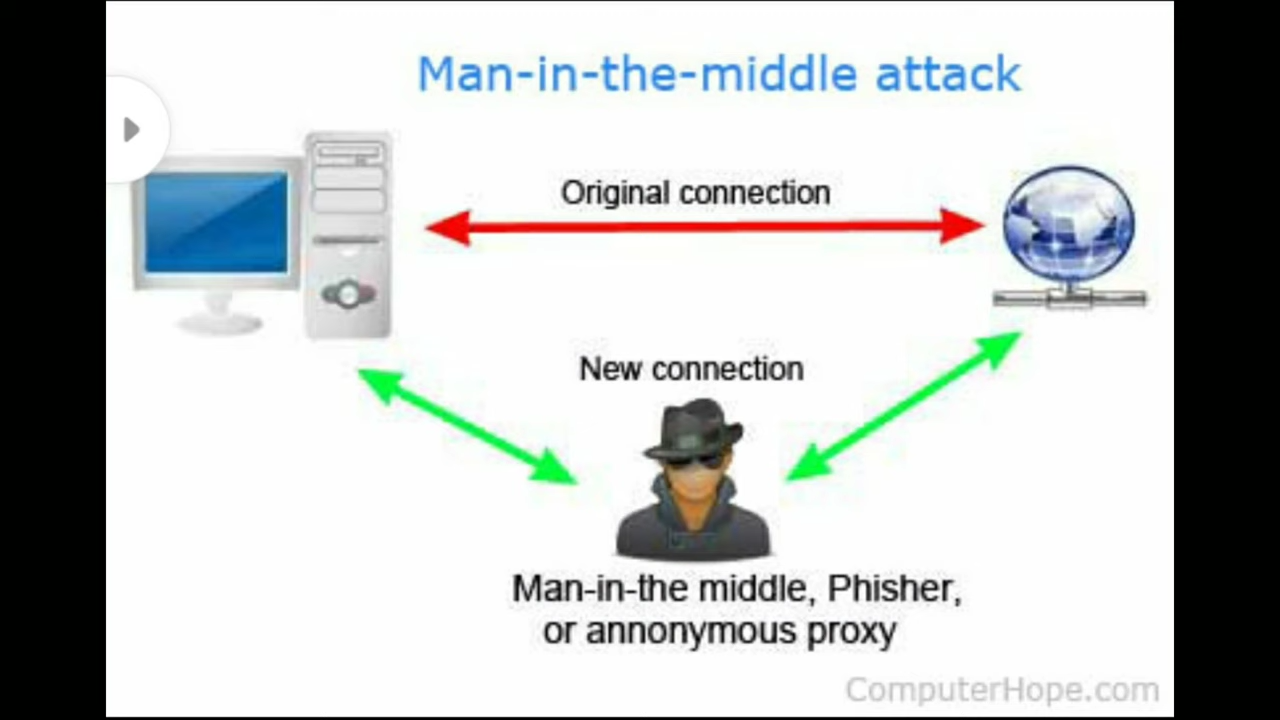 Man-in-the-middle attack
Original connection
New connection
Man-in-the middle, Phisher,
or annonymous proxy
ComputerHope.com